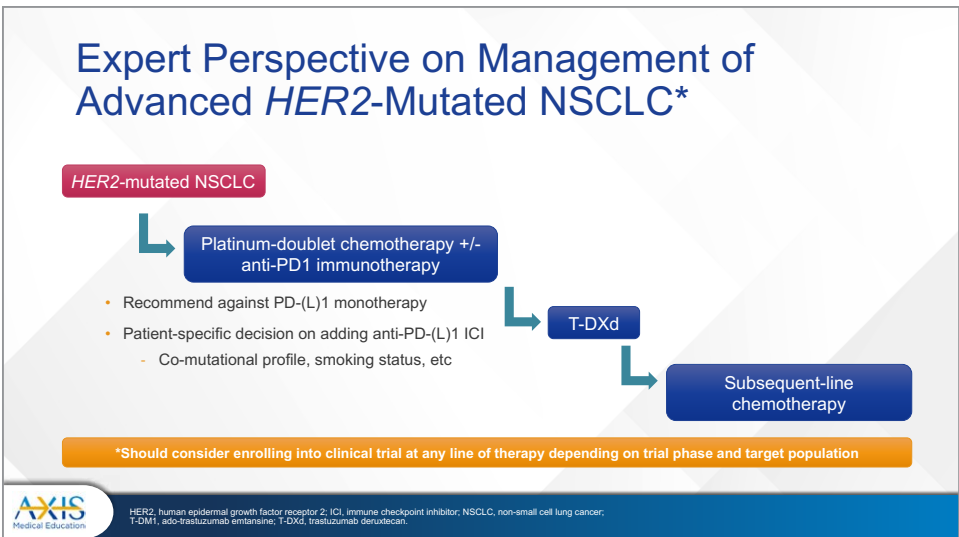 Expert Perspective on Management of
Advanced HER2-Mutated NSCLC*
HER2-mutated NSCLC
Platinum-doublet chemotherapy +/-
anti-PD1 immunotherapy
• Recommend against PD-(L)1 monotherapy
• Patient-specific decision on adding anti-PD-(L)1 ICI
- Co-mutational profile, smoking status, etc
T-DXd
Subsequent-line
chemotherapy
*Should consider enrolling into clinical trial at any line of therapy depending on trial phase and target population
AXIS
Medical Education
HER2, human epidermal growth factor receptor 2; ICI, immune checkpoint inhibitor; NSCLC, non-small cell lung cancer;
T-DM1, ado-trastuzumab emtansine; T-DXd, trastuzumab deruxtecan.